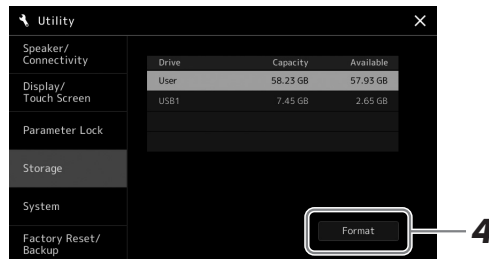 Utility
Speaker/
Connectivity
Display/
Touch Screen
Parameter Lock
Storage
System
Factory Reset/
Backup
Drive Capacity Available
User 58.23 GB 57.93 GB
USB1 7.45 GB 2.65 GB
Format
4